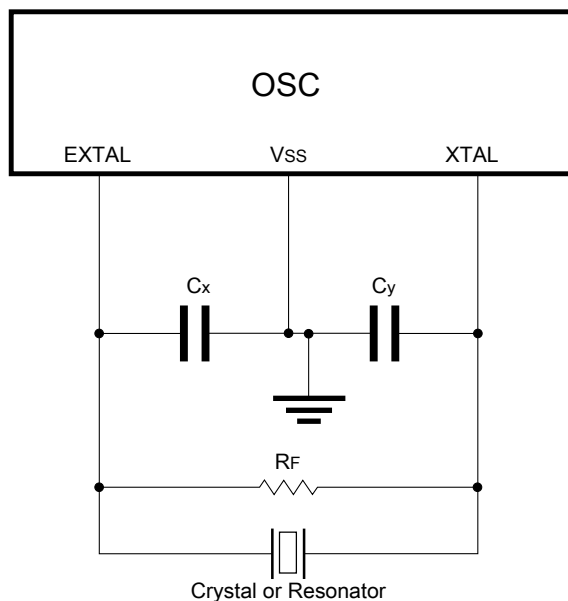 OSC
EXTAL Vss XTAL
Cx Cy
RF
Crystal or Resonator